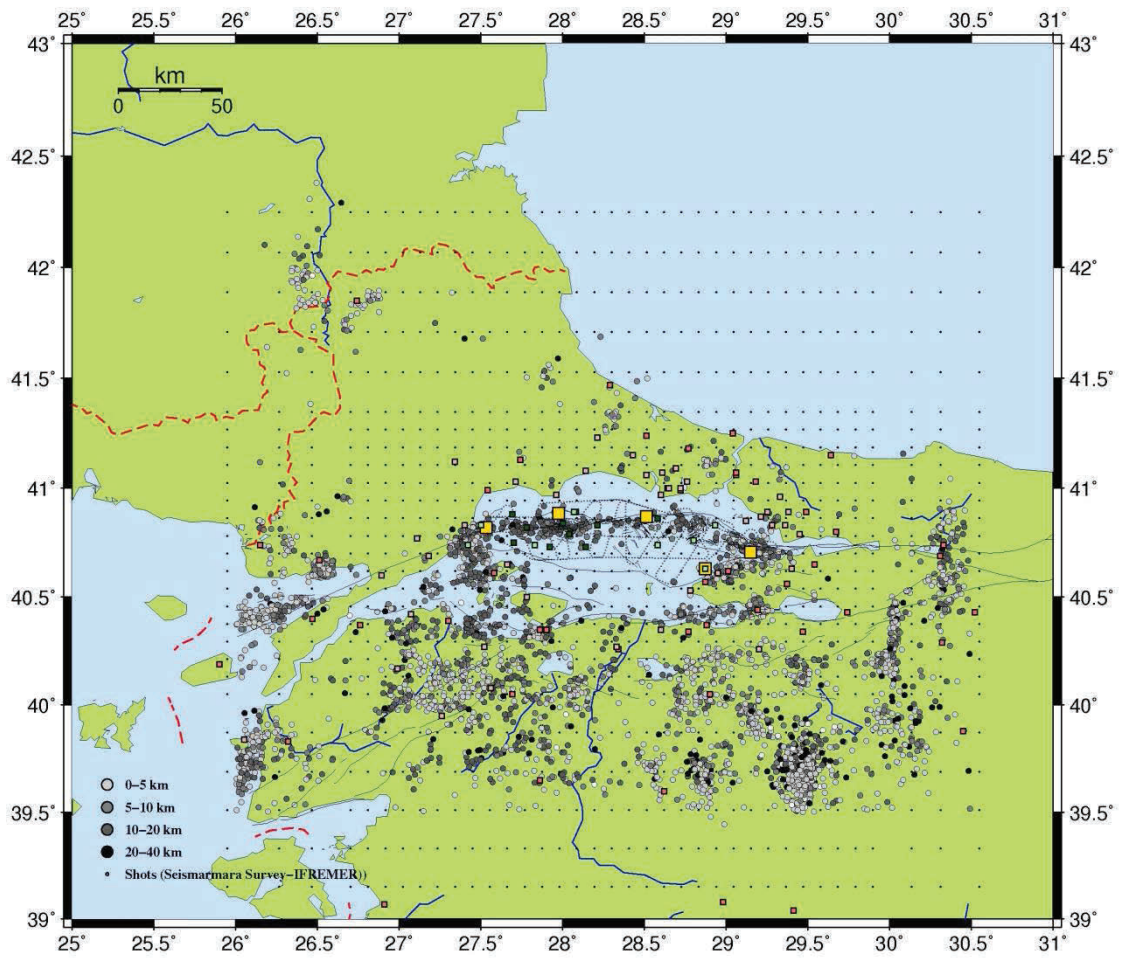 25° 25.5° 26° 26.5° 27° 27.5° 28° 28.5° 29° 29.5° 30° 30.5° 31°
43° 43°
km
0 50
42.5° 42.5°
42° 42°
41.5° 41.5°
41° 41°
40.5° 40.5°
40° 40°
0–5 km
5–10 km
39.5° 39.5°
10–20 km
20–40 km
Shots (Seismarmara Survey–IFREMER))
39° 39°
25° 25.5° 26° 26.5° 27° 27.5° 28° 28.5° 29° 29.5° 30° 30.5° 31°